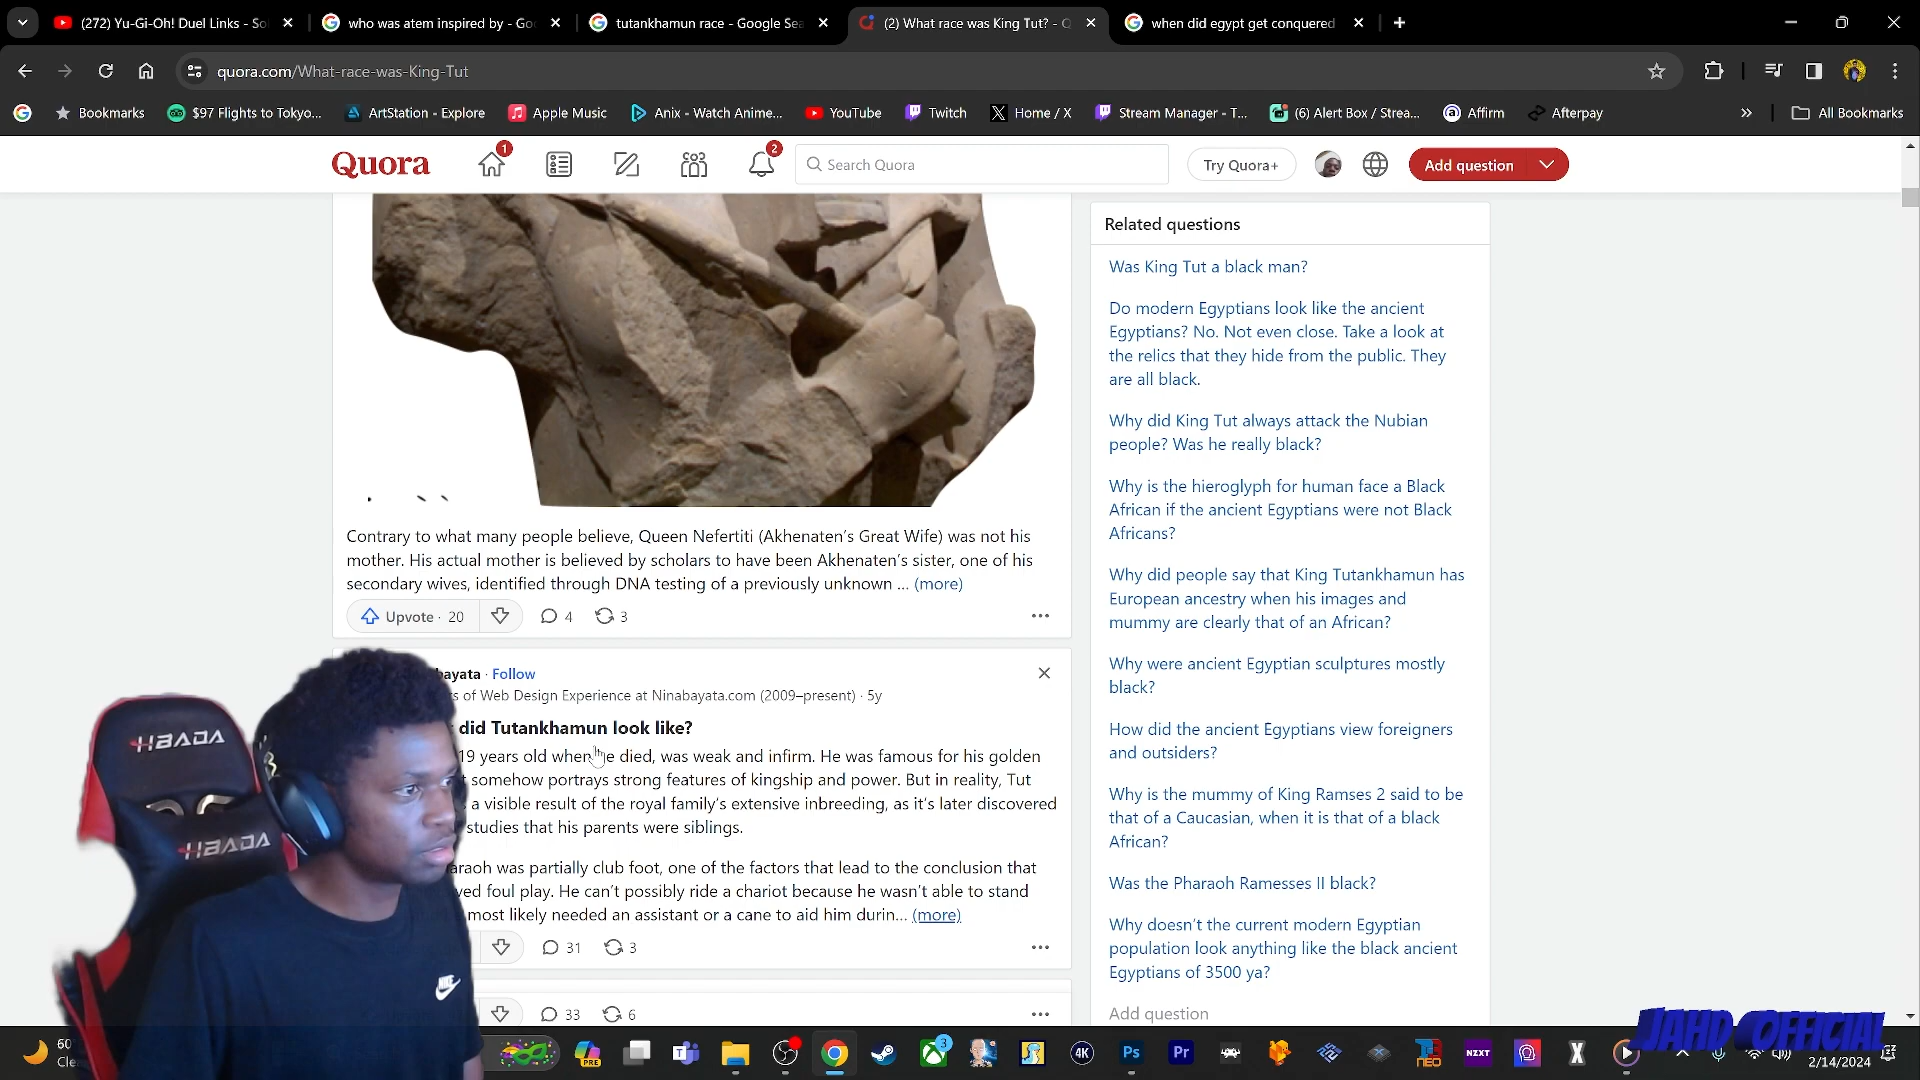 (272) Yu-Gi-Oh! Duel Links - So
who was atem inspired by - Goo
tutankhamun race - Google Sea
(2) What race was King Tut? - Q
when did egypt get conquered
quora.com/What-race-was-King-Tut
Bookmarks
$97 Flights to Tokyo...
ArtStation - Explore
Apple Music
Anix - Watch Anime...
YouTube
Twitch
Home / X
Stream Manager - T...
(6) Alert Box / Strea...
Affirm
Afterpay
All Bookmarks
Quora
1
2
Search Quora
Try Quora+
Add question
Related questions
Was King Tut a black man?
Do modern Egyptians look like the ancient
Egyptians? No. Not even close. Take a look at
the relics that they hide from the public. They
are all black.
Why did King Tut always attack the Nubian
people? Was he really black?
Why is the hieroglyph for human face a Black
African if the ancient Egyptians were not Black
Africans?
Why did people say that King Tutankhamun has
European ancestry when his images and
mummy are clearly that of an African?
Why were ancient Egyptian sculptures mostly
black?
How did the ancient Egyptians view foreigners
and outsiders?
Why is the mummy of King Ramses 2 said to be
that of a Caucasian, when it is that of a black
African?
Was the Pharaoh Ramesses II black?
Why doesn't the current modern Egyptian
population look anything like the black ancient
Egyptians of 3500 ya?
Add question
Contrary to what many people believe, Queen Nefertiti (Akhenaten's Great Wife) was not his
mother. His actual mother is believed by scholars to have been Akhenaten's sister, one of his
secondary wives, identified through DNA testing of a previously unknown ... (more)
Upvote · 20
4
3
bayata · Follow
s of Web Design Experience at Ninabayata.com (2009–present) · 5y
did Tutankhamun look like?
19 years old when he died, was weak and infirm. He was famous for his golden
somehow portrays strong features of kingship and power. But in reality, Tut
a visible result of the royal family's extensive inbreeding, as it's later discovered
studies that his parents were siblings.
araoh was partially club foot, one of the factors that lead to the conclusion that
yed foul play. He can't possibly ride a chariot because he wasn't able to stand
most likely needed an assistant or a cane to aid him durin... (more)
31
3
33
6
HBADA
HBADA
JAHD OFFICIAL
60°
Cle
PRE
3
4K
Ps
Pr
NEO
NZXT
X
2/14/2024